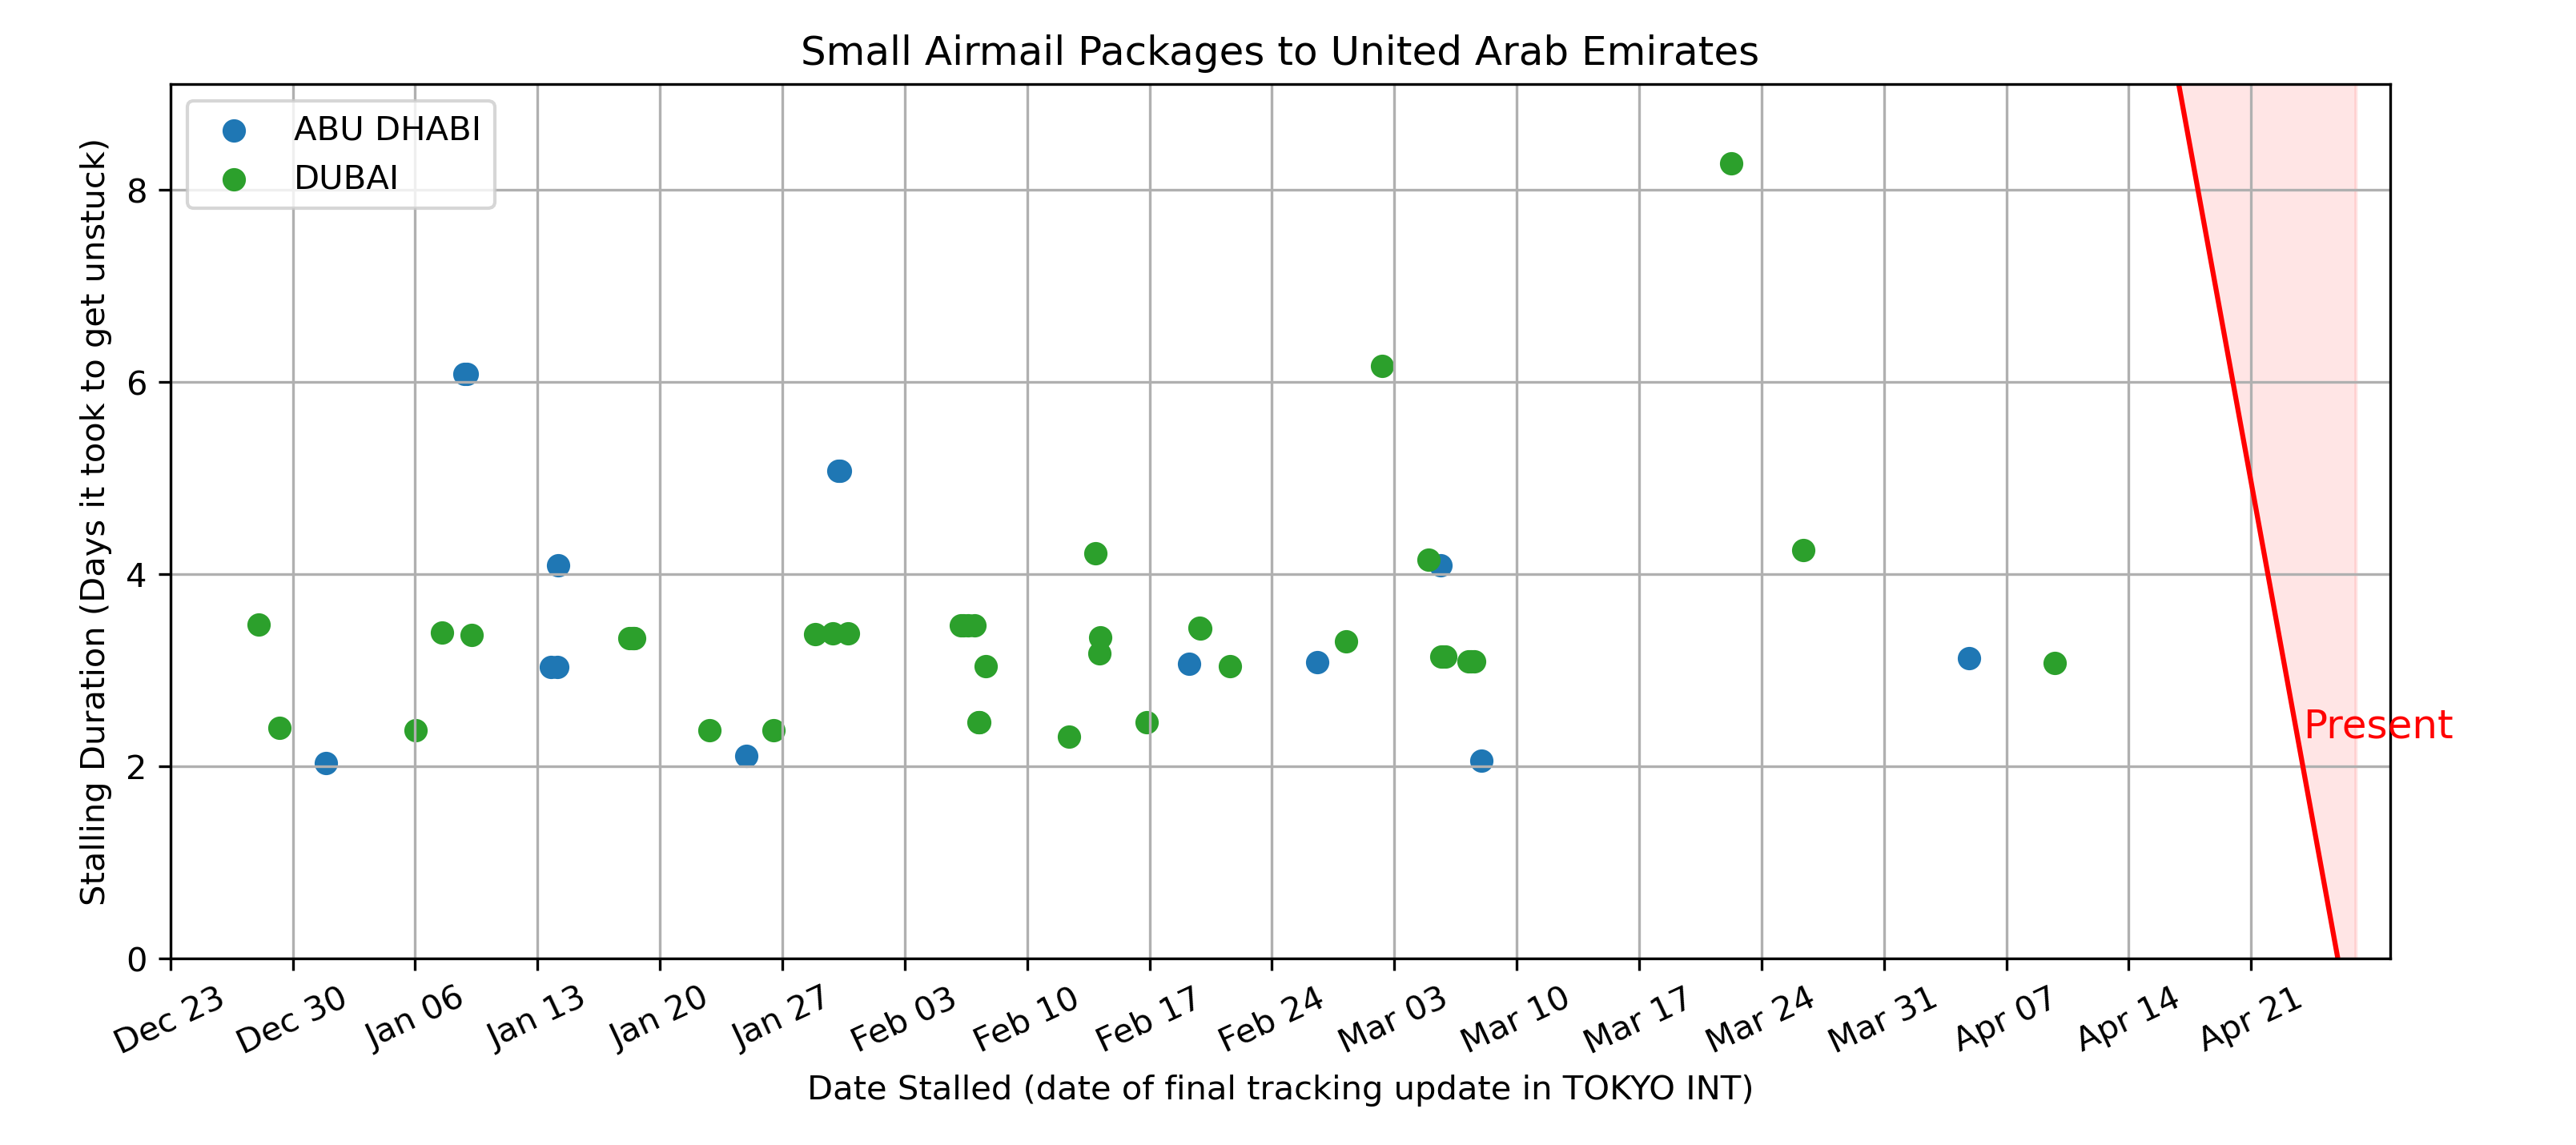 Small Airmail Packages to United Arab Emirates
ABU DHABI
DUBAI
Stalling Duration (Days it took to get unstuck)
8
6
4
2
0
Present
Dec 23
Dec 30
Jan 06
Jan 13
Jan 20
Jan 27
Feb 03
Feb 10
Feb 17
Feb 24
Mar 03
Mar 10
Mar 17
Mar 24
Mar 31
Apr 07
Apr 14
Apr 21
Date Stalled (date of final tracking update in TOKYO INT)